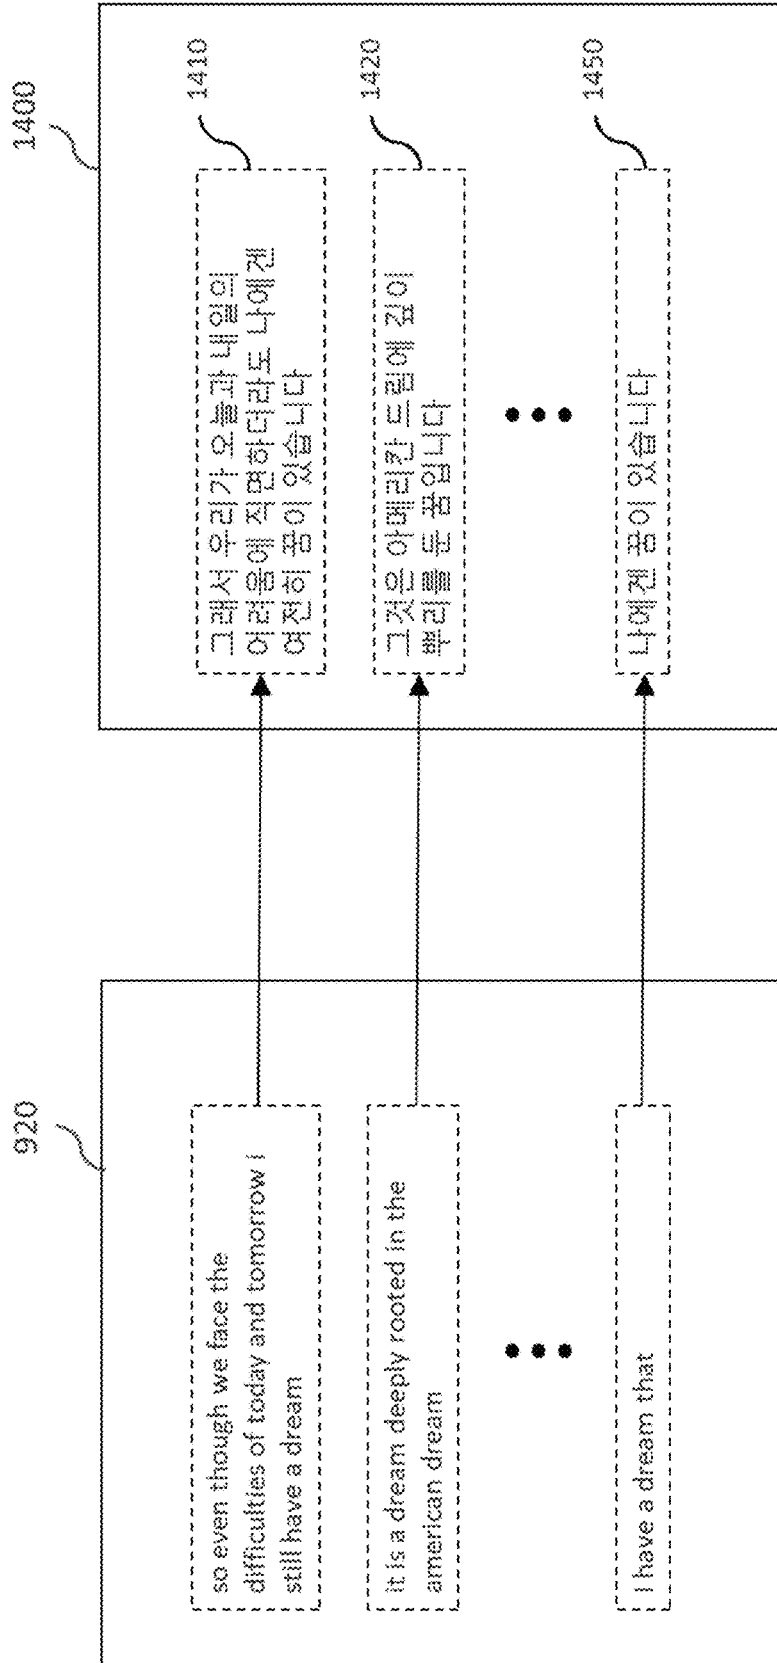 920
so even though we face the
difficulties of today and tomorrow i
still have a dream
it is a dream deeply rooted in the
american dream
I have a dream that
1400
그래서 우리가 오늘과 내일의
어려움에 직면하더라도 나에겐
여전히 꿈이 있습니다
1410
그것은 아메리칸 드림에 깊이
뿌리를 둔 꿈입니다
1420
나에겐 꿈이 있습니다
1450